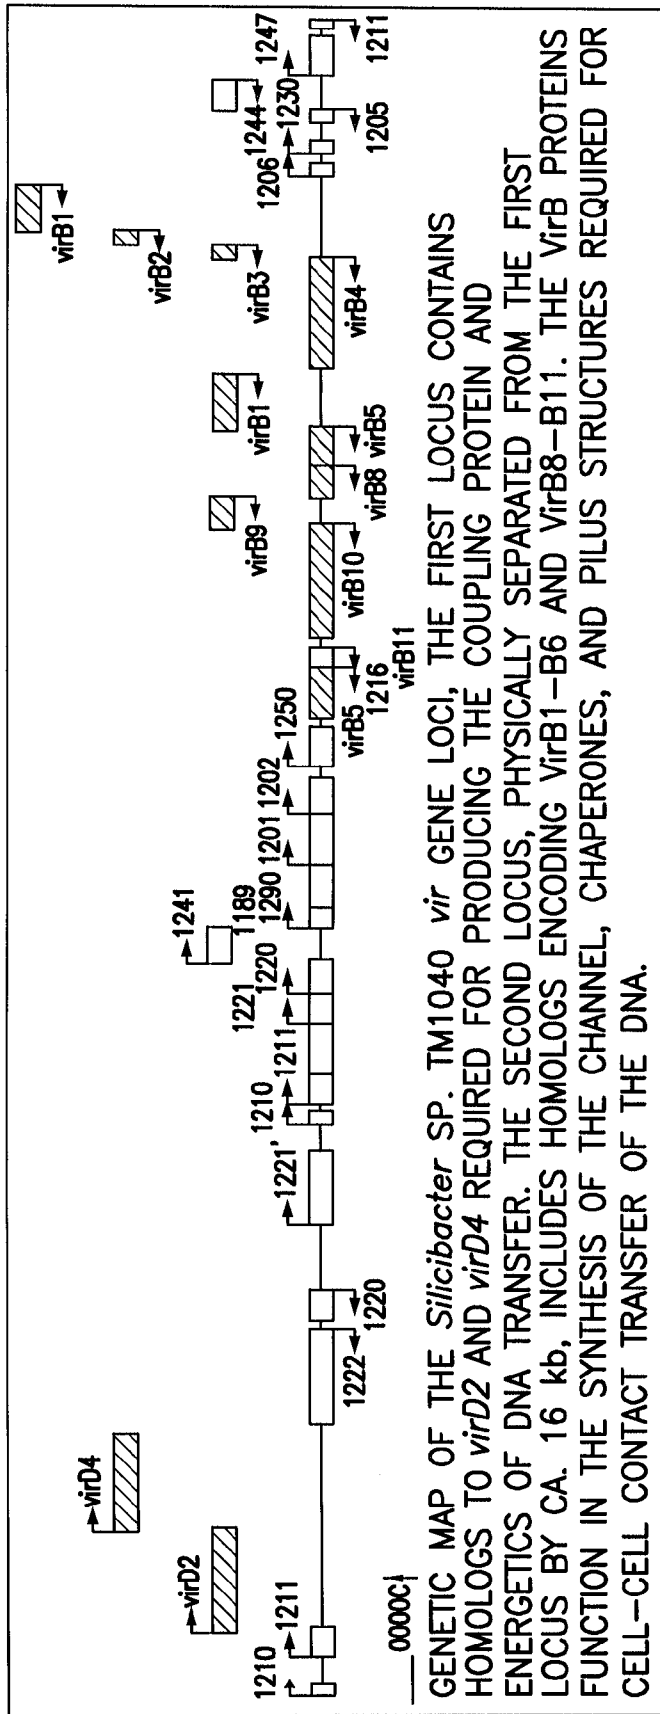 virB1
virB2
1244
1247
virD4
virB9
virB1
virB3
1241
1206
1230
virD2
1189
1210
1211
1221'
1210
1211
1221
1220
1290
1201
1202
1250
virB5
1216
virB11
virB10
virB8
virB5
virB4
1205
1211
1222
1220
0000C
GENETIC MAP OF THE Silicibacter SP. TM1040 vir GENE LOCI, THE FIRST LOCUS CONTAINS
HOMOLOGS TO virD2 AND virD4 REQUIRED FOR PRODUCING THE COUPLING PROTEIN AND
ENERGETICS OF DNA TRANSFER. THE SECOND LOCUS, PHYSICALLY SEPARATED FROM THE FIRST
LOCUS BY CA. 16 kb, INCLUDES HOMOLOGS ENCODING VirB1-B6 AND VirB8-B11. THE VirB PROTEINS
FUNCTION IN THE SYNTHESIS OF THE CHANNEL, CHAPERONES, AND PILUS STRUCTURES REQUIRED FOR
CELL-CELL CONTACT TRANSFER OF THE DNA.